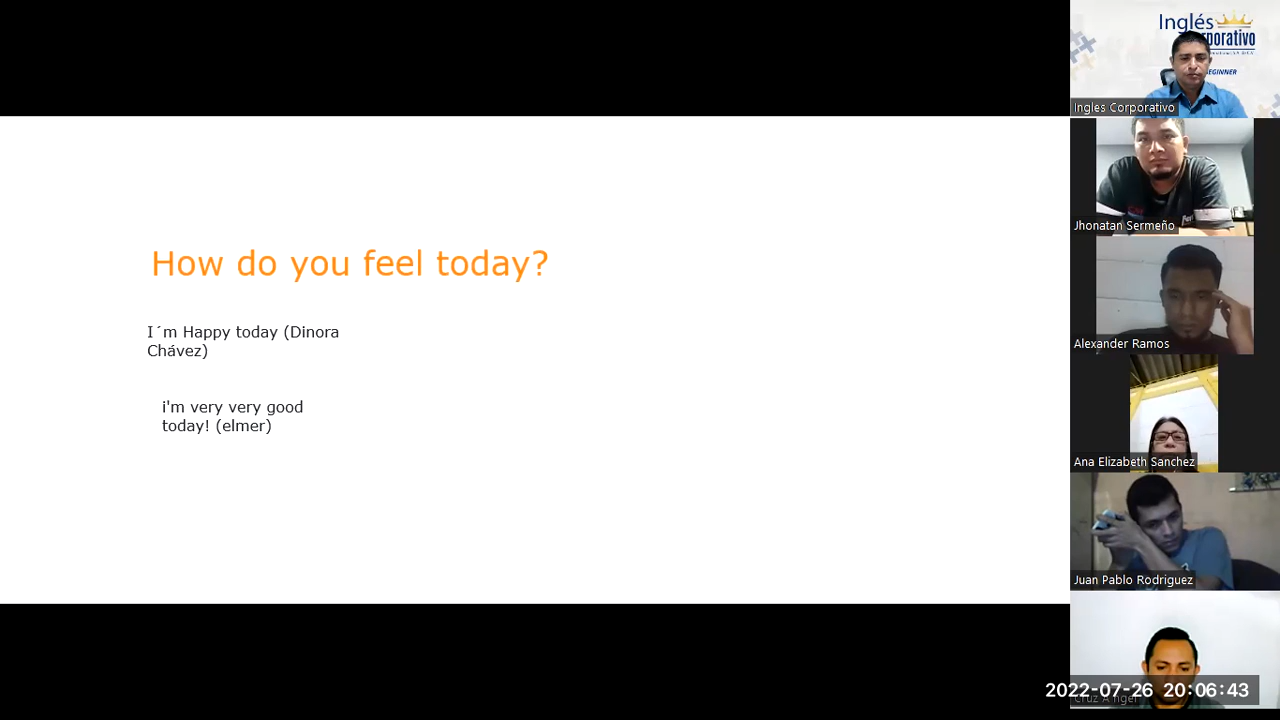 How do you feel today?
I´m Happy today (Dinora
Chávez)
i'm very very good
today! (elmer)
Inglés
Corporativo
BEGINNER
Ingles Corporativo
Jhonatan Sermeño
Alexander Ramos
Ana Elizabeth Sanchez
Juan Pablo Rodriguez
2022-07-26 20:06:43